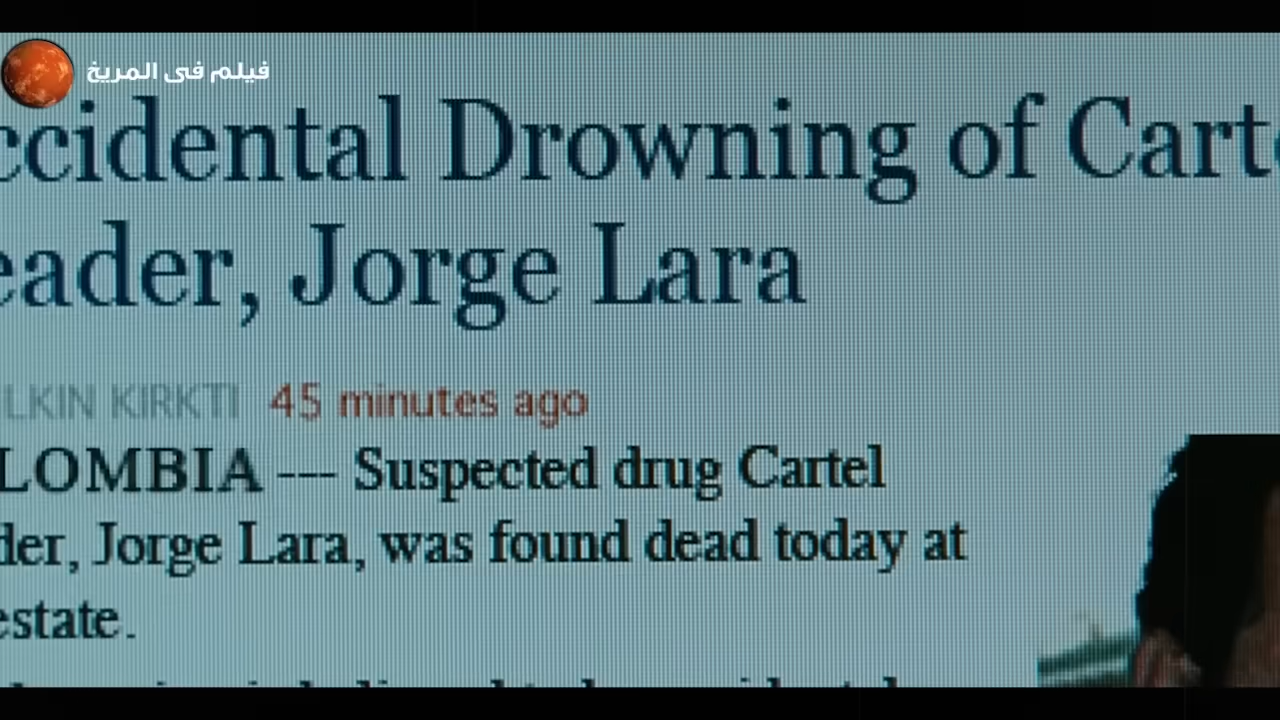 فيلم فى المريخ
ccidental Drowning of Cart
eader, Jorge Lara
LKIN KIRKTI 45 minutes ago
LOMBIA --- Suspected drug Cartel
der, Jorge Lara, was found dead today at
estate.